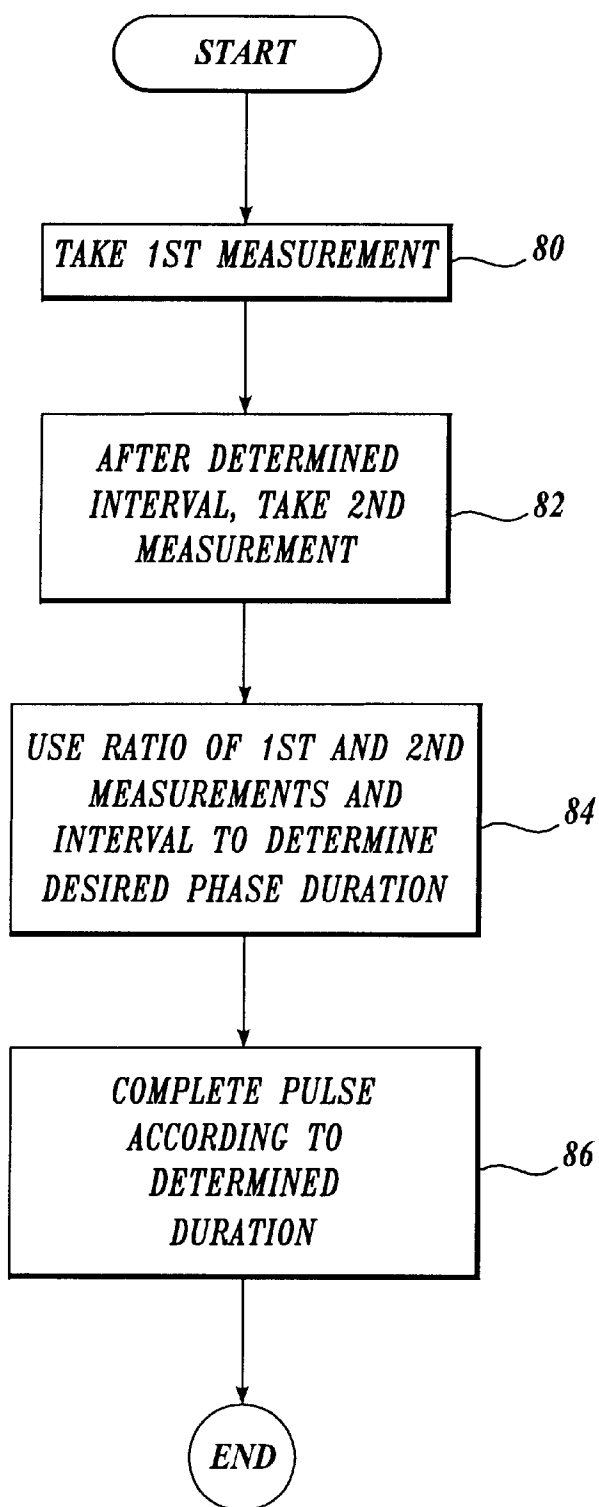 START
TAKE 1ST MEASUREMENT
80
AFTER DETERMINED
INTERVAL, TAKE 2ND
MEASUREMENT
82
USE RATIO OF 1ST AND 2ND
MEASUREMENTS AND
INTERVAL TO DETERMINE
DESIRED PHASE DURATION
84
COMPLETE PULSE
ACCORDING TO
DETERMINED
DURATION
86
END